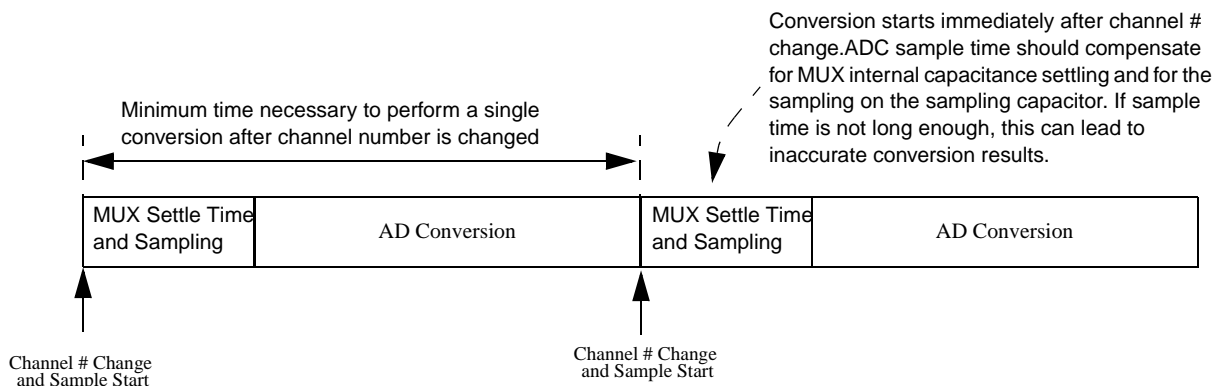 Conversion starts immediately after channel #
change.ADC sample time should compensate
for MUX internal capacitance settling and for the
sampling on the sampling capacitor. If sample
time is not long enough, this can lead to
inaccurate conversion results.
Minimum time necessary to perform a single
conversion after channel number is changed
MUX Settle Time
and Sampling
AD Conversion
MUX Settle Time
and Sampling
AD Conversion
Channel # Change
and Sample Start
Channel # Change
and Sample Start